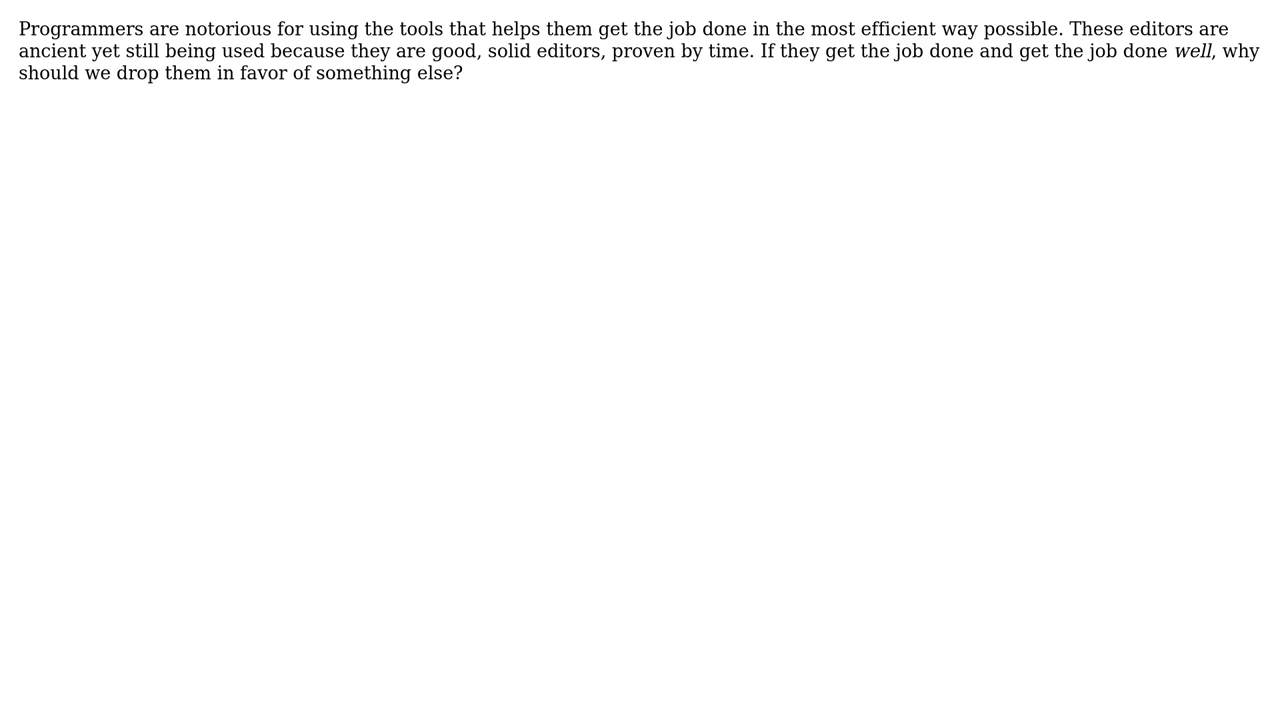 Programmers are notorious for using the tools that helps them get the job done in the most efficient way possible. These editors are
ancient yet still being used because they are good, solid editors, proven by time. If they get the job done and get the job done well, why
should we drop them in favor of something else?